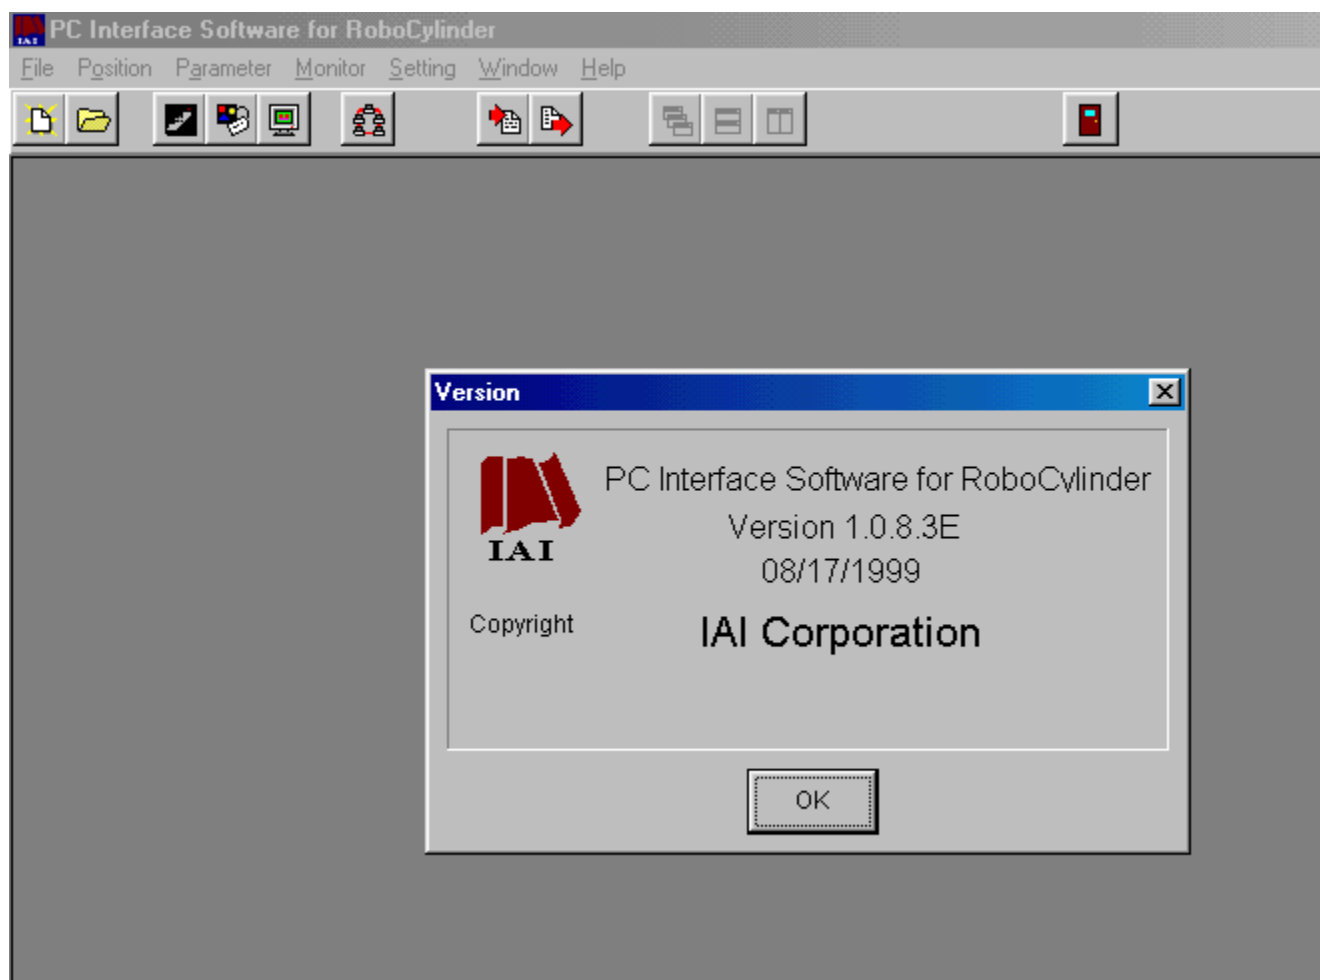 IAI PC Interface Software for RoboCylinder
File Position Parameter Monitor Setting Window Help
Version
PC Interface Software for RoboCylinder
Version 1.0.8.3E
IAI
08/17/1999
Copyright IAI Corporation
OK